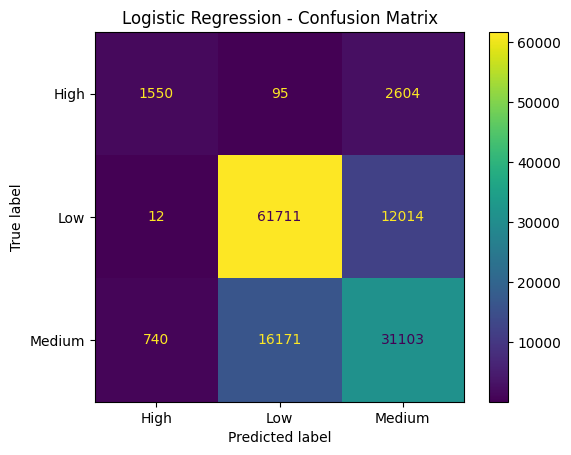 Logistic Regression - Confusion Matrix
High
1550
95
2604
Low
12
61711
12014
Medium
740
16171
31103
High
Low
Medium
Predicted label
True label
60000
50000
40000
30000
20000
10000